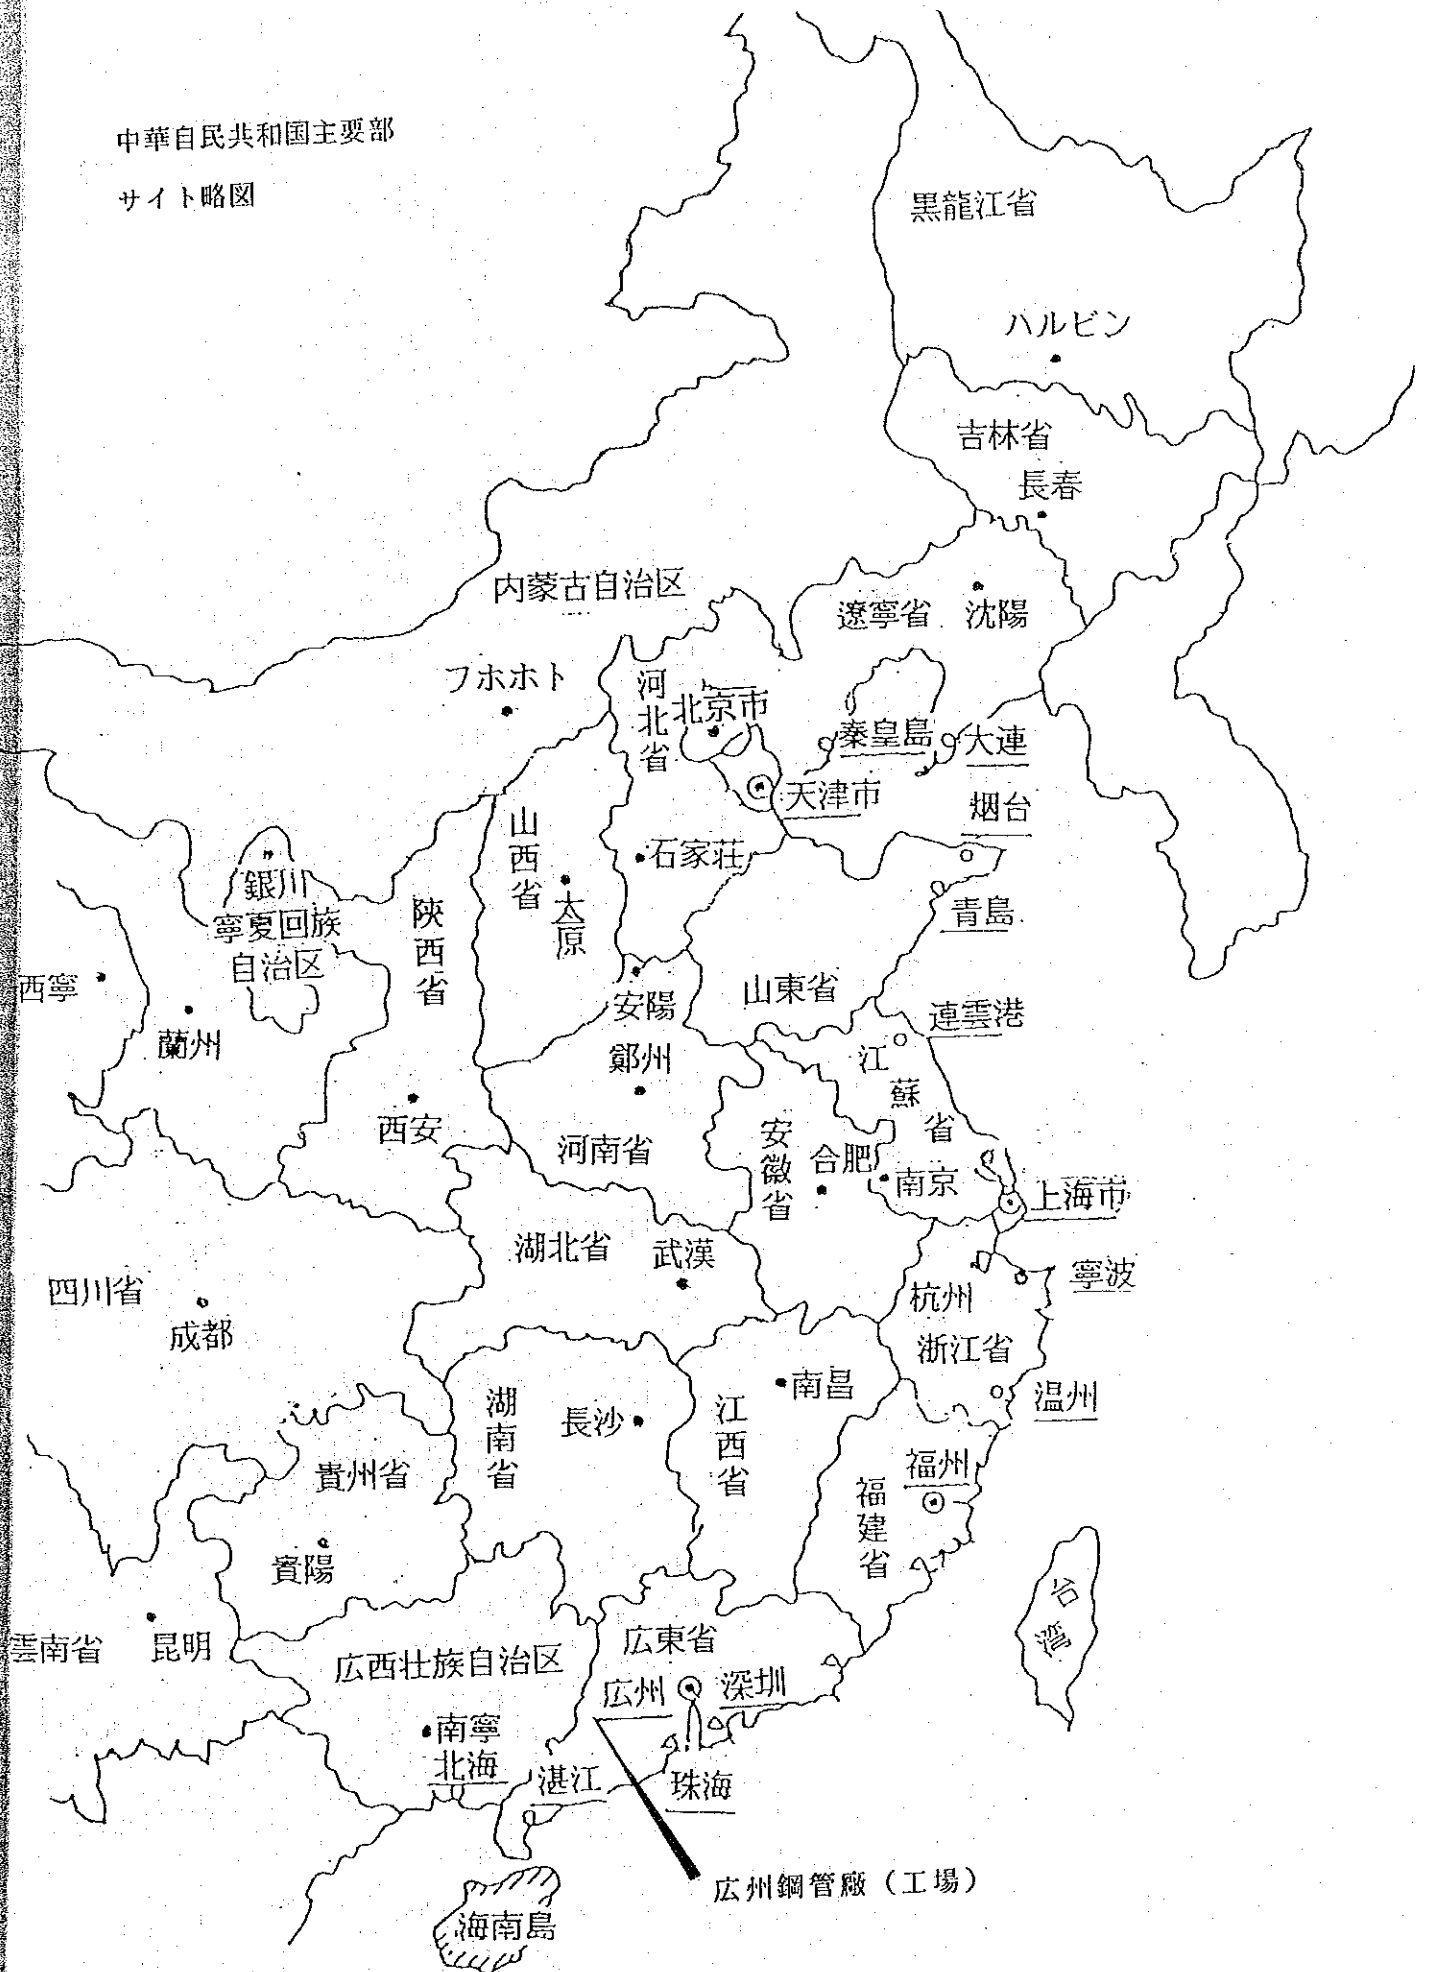 中華自民共和国主要部
サイト略図
黒龍江省
ハルビン
吉林省
長春
内蒙古自治区
遼寧省
沈陽
フホホト
河北省
北京市
秦皇島
大連
天津市
烟台
山西省
石家荘
太原
銀川
寧夏回族
自治区
陝西省
青島
西寧
安陽
山東省
連雲港
蘭州
鄭州
江蘇省
西安
河南省
安徽省
合肥
南京
上海市
湖北省
武漢
寧波
四川省
成都
杭州
浙江省
南昌
温州
湖南省
長沙
江西省
福州
貴州省
福建省
賓陽
台湾
雲南省
昆明
広東省
広西壮族自治区
広州
深圳
南寧
北海
湛江
珠海
広州鋼管廠（工場）
海南島